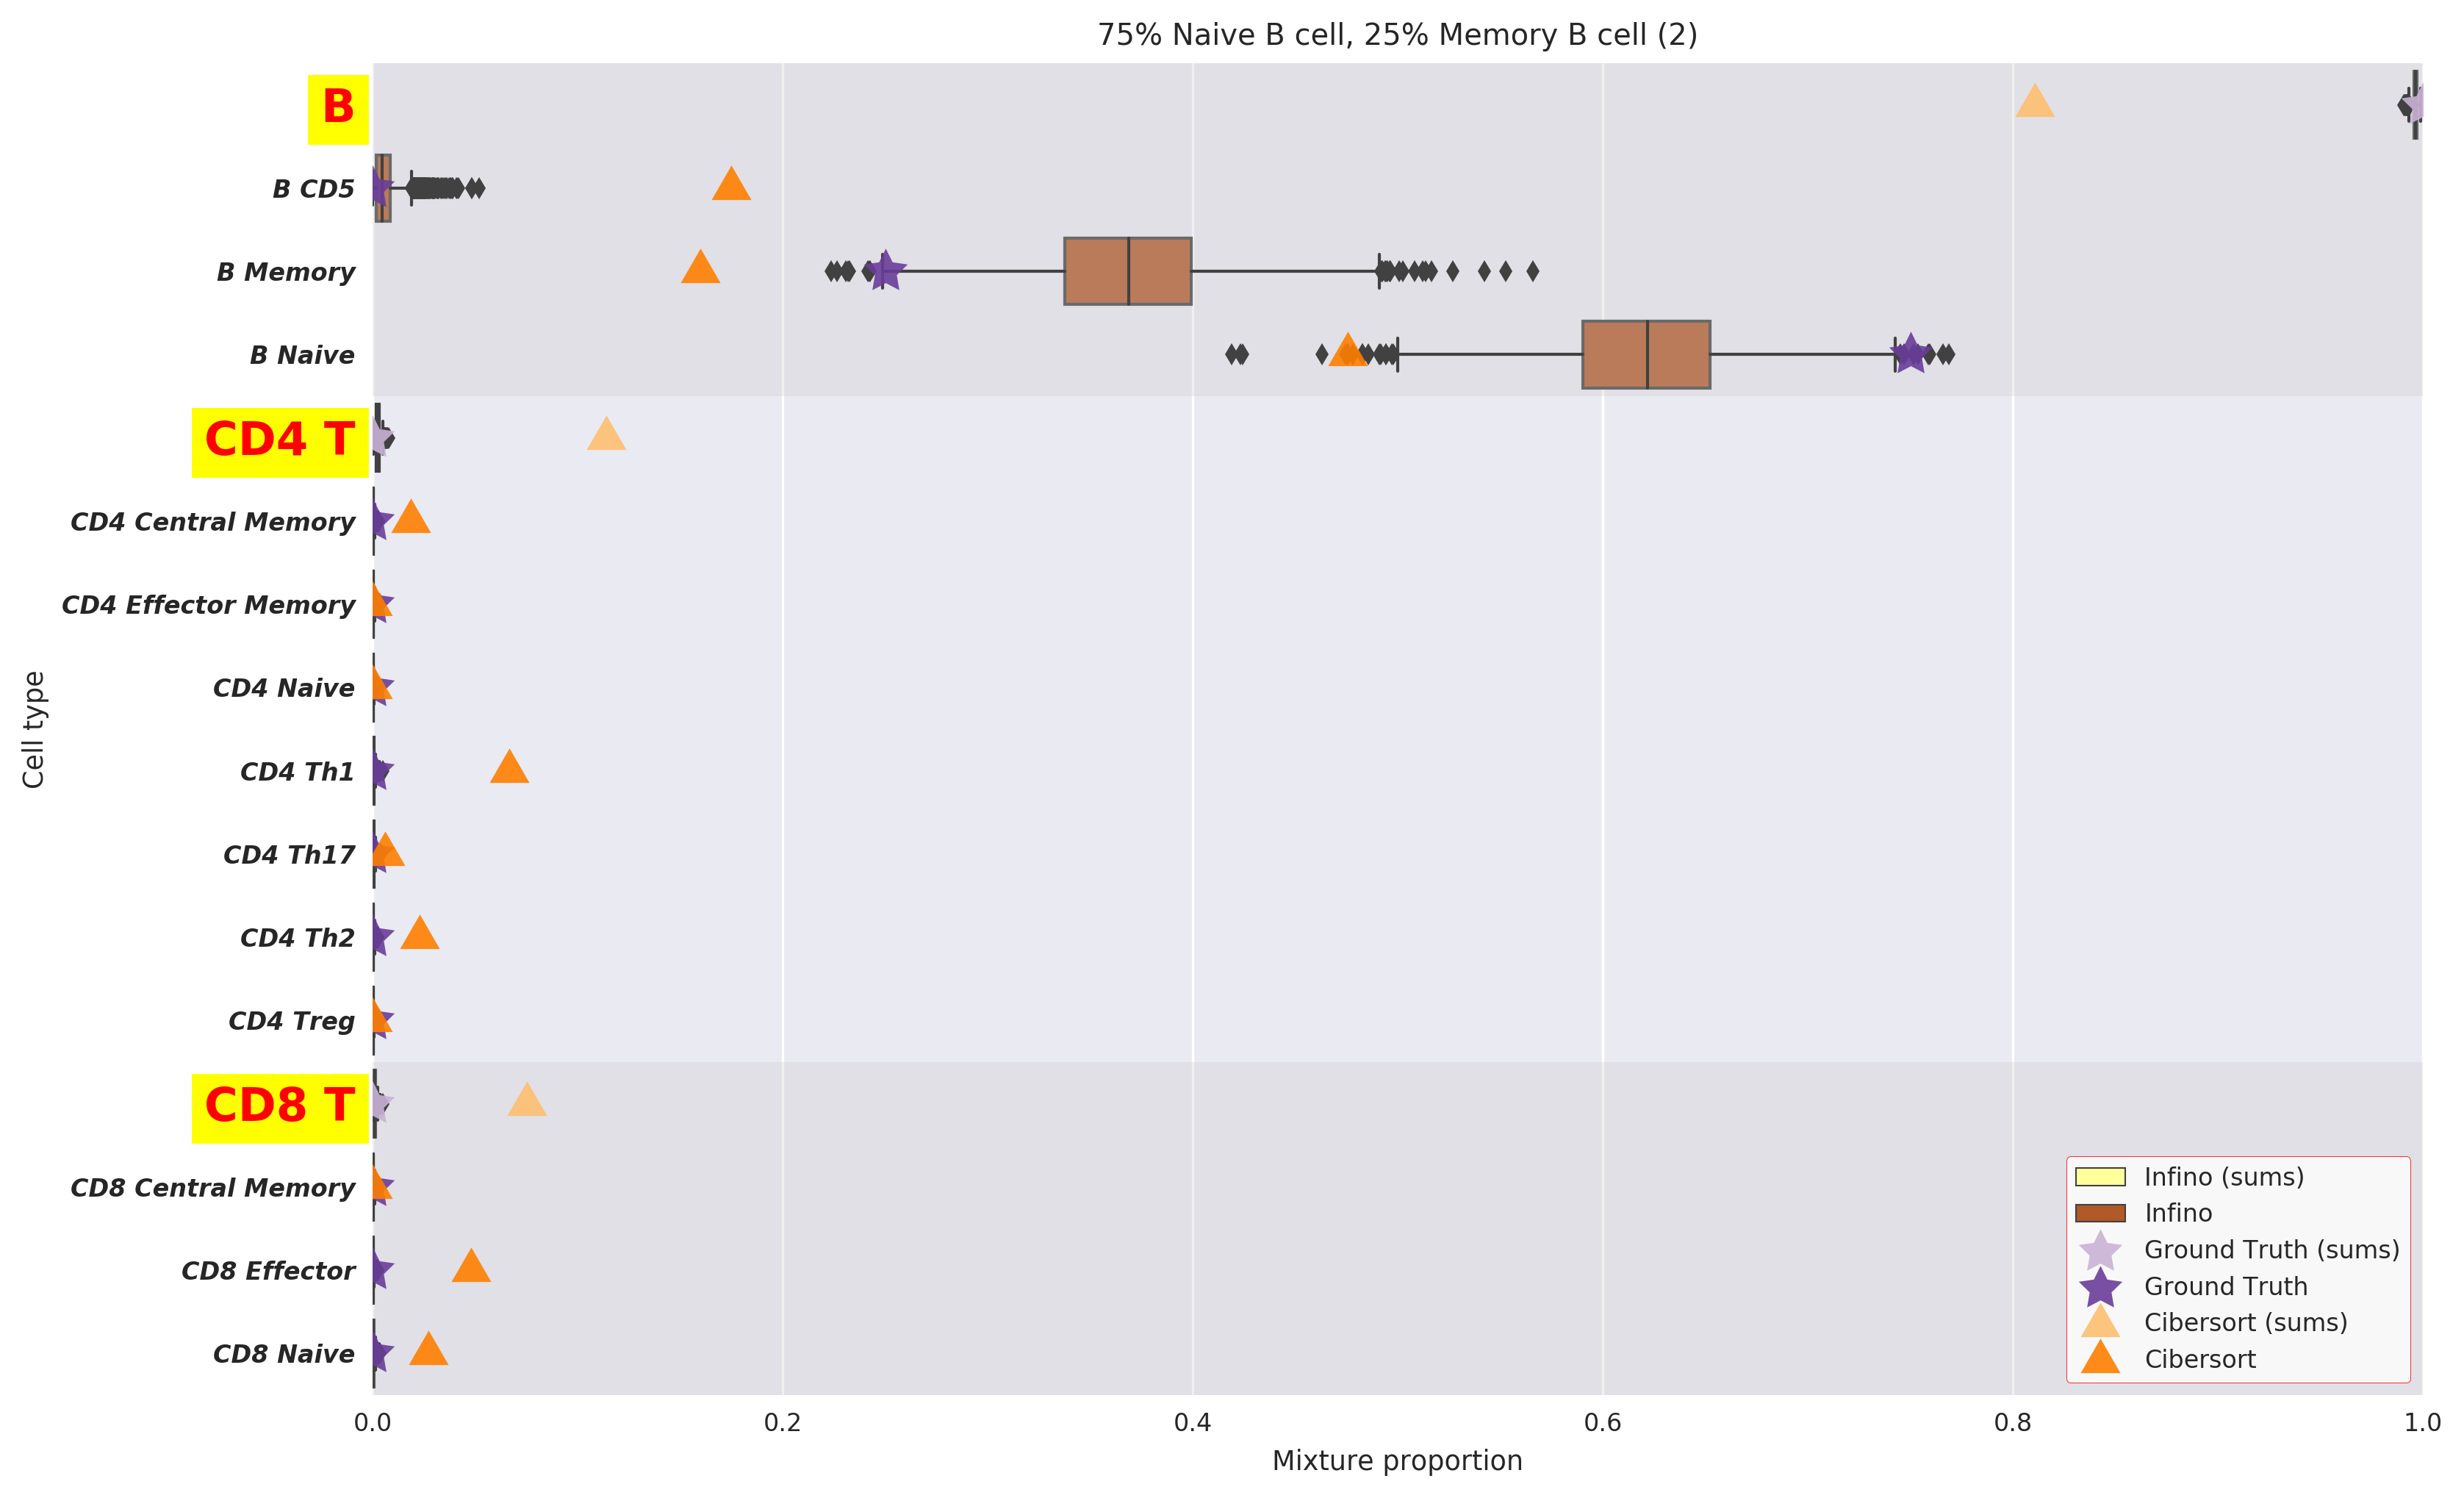 75% Naive B cell, 25% Memory B cell (2)
B
B CD5
B Memory
B Naive
CD4 T
CD4 Central Memory
CD4 Effector Memory
CD4 Naive
CD4 Th1
CD4 Th17
CD4 Th2
CD4 Treg
CD8 T
CD8 Central Memory
CD8 Effector
CD8 Naive
Cell type
Infino (sums)
Infino
Ground Truth (sums)
Ground Truth
Cibersort (sums)
Cibersort
0.0 0.2 0.4 0.6 0.8 1.0
Mixture proportion